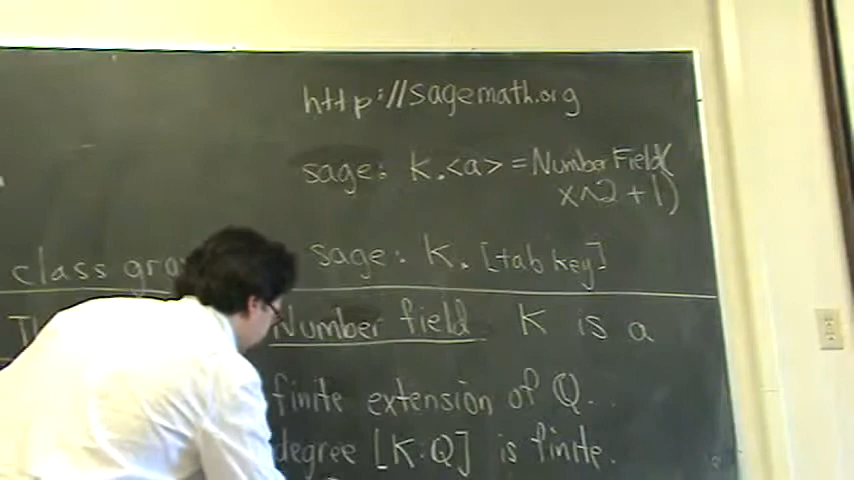 http://sagemath.org
sage: K.<a> = NumberField(
x^2 + 1)
sage: K. [tab key]
class gro
Number field K is a
finite extension of Q...
degree [K:Q] is finite.